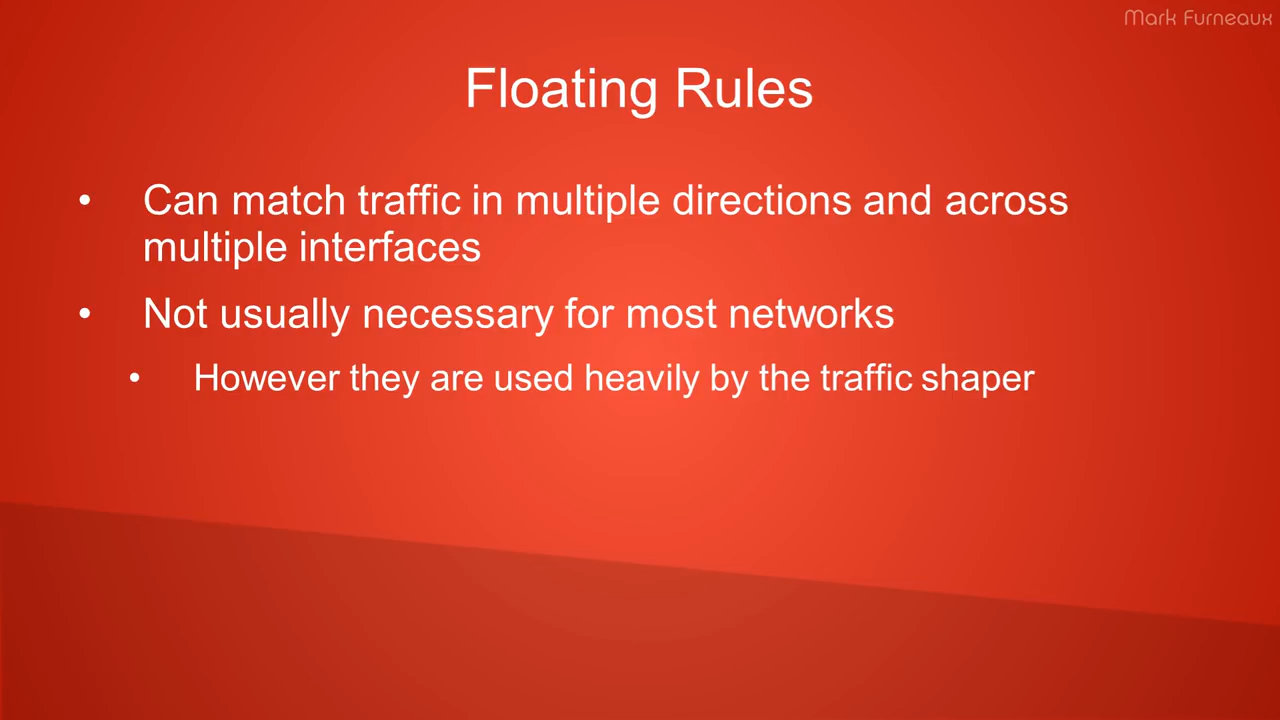 Mark Furneaux
Floating Rules
• Can match traffic in multiple directions and across
multiple interfaces
• Not usually necessary for most networks
• However they are used heavily by the traffic shaper